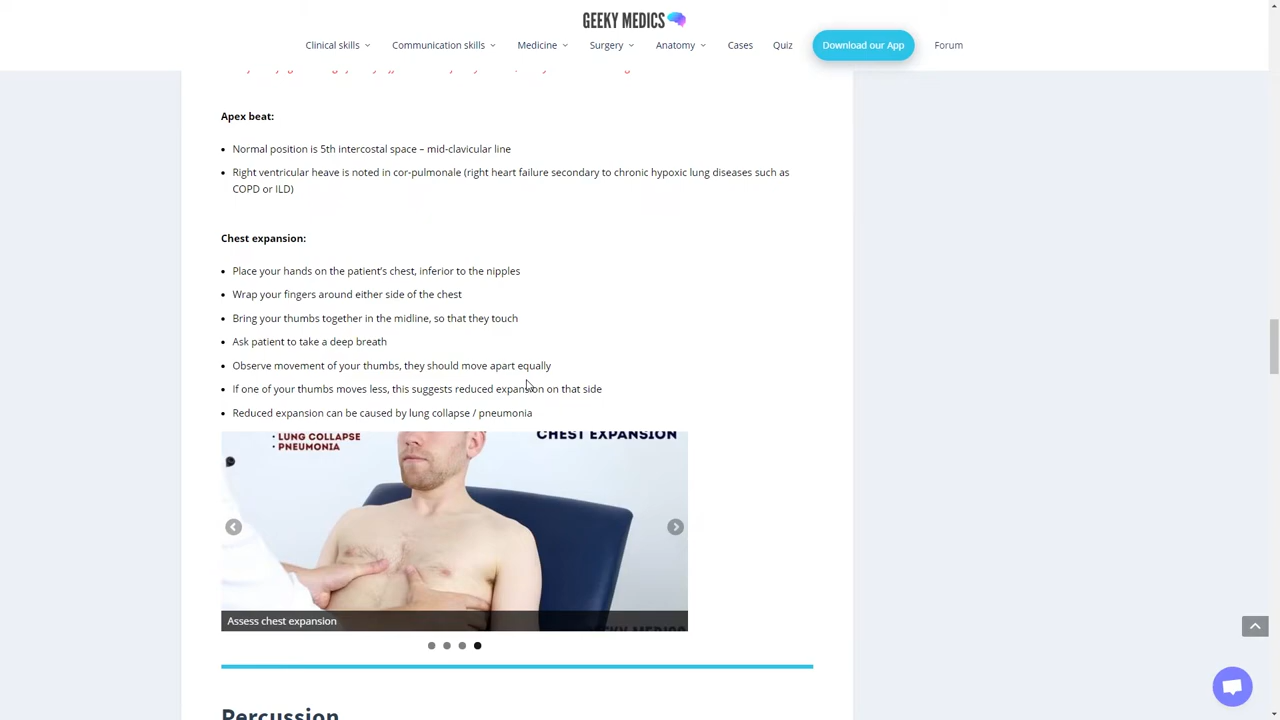 GEEKY MEDICS
Clinical skills
Communication skills
Medicine
Surgery
Anatomy
Cases
Quiz
Download our App
Forum
Apex beat:
Normal position is 5th intercostal space – mid-clavicular line
Right ventricular heave is noted in cor-pulmonale (right heart failure secondary to chronic hypoxic lung diseases such as
COPD or ILD)
Chest expansion:
Place your hands on the patient's chest, inferior to the nipples
Wrap your fingers around either side of the chest
Bring your thumbs together in the midline, so that they touch
Ask patient to take a deep breath
Observe movement of your thumbs, they should move apart equally
If one of your thumbs moves less, this suggests reduced expansion on that side
Reduced expansion can be caused by lung collapse / pneumonia
• LUNG COLLAPSE
• PNEUMONIA
CHEST EXPANSION
Assess chest expansion
GEEKY MEDICS
Percussion